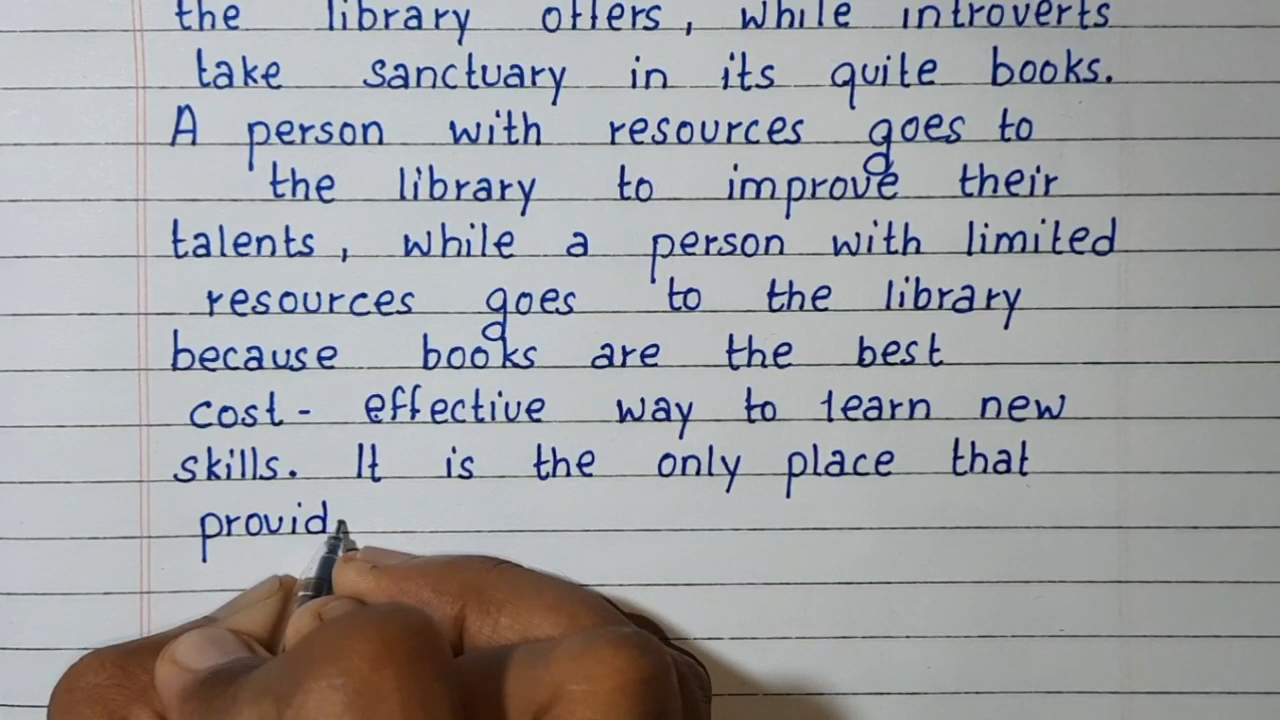 the library offers, while introverts
take sanctuary in its quite books.
A person with resources goes to
the library to improve their
talents, while a person with limited
resources goes to the library
because books are the best
cost- effective way to learn new
skills. It is the only place that
provid